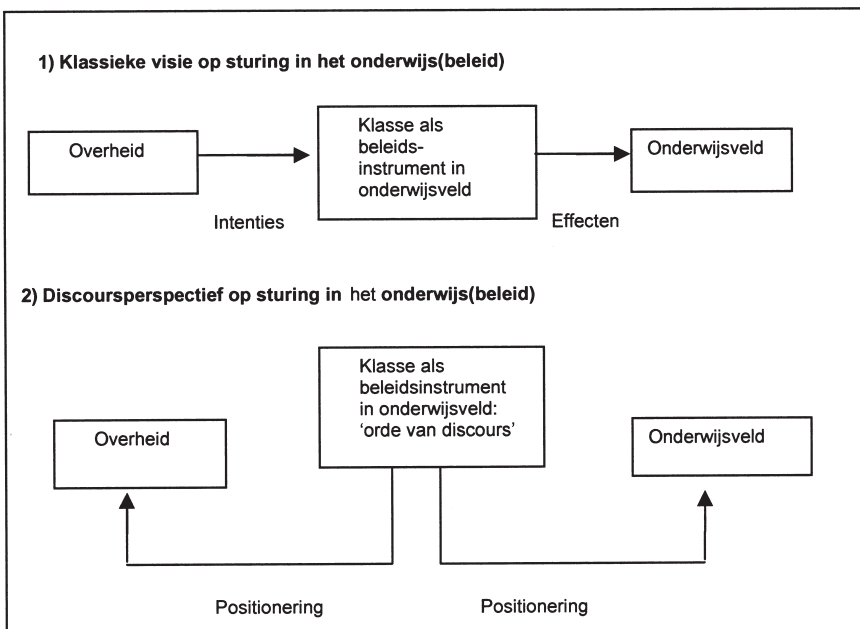 1) Klassieke visie op sturing in het onderwijs(beleid)
Overheid
Klasse als
beleids-
instrument in
onderwijsveld
Onderwijsveld
Intenties
Effecten
2) Discoursperspectief op sturing in het onderwijs(beleid)
Overheid
Klasse als
beleidsinstrument
in onderwijsveld:
‘orde van discours’
Onderwijsveld
Positionering
Positionering